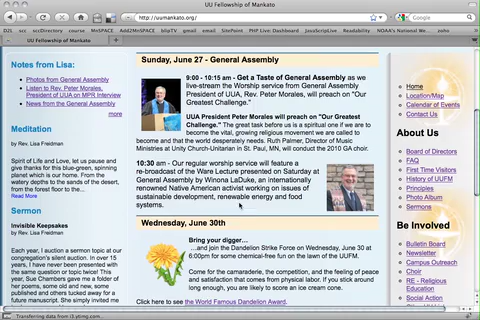 UU Fellowship of Mankato
http://uumankato.org/
Google
SCC
sccDirectory
course
MnSPACE
Add2MnSPACE
blipTV
gmail
email
SitePoint
PHP Live: Dashboard
StatCounter
NOAA's National We...
zoho
UU Fellowship of Mankato
Notes from Lisa:
Photos from General Assembly
Listen to Rev. Peter Morales, President of UUA on MPR Interview
News from the General Assembly
more
Meditation
by Rev. Lisa Freidman
Spirit of Life and Love, let us pause and
give thanks for this blue-green, spinning
planet which is our home. From the
watery depths to the sands of the desert,
from the forest floor to the...
Read More
Sermon
Invisible Keepsakes
by Rev. Lisa Friedman
Each year, I auction a sermon topic at our
congregation's silent auction. In over 15
years, I have never been presented with
the same question or topic twice! This
year, Sue Chambers gave me a folder
of her poems, some old and new, some
published and others tucked away for a
future manuscript. She simply invited me
Sunday, June 27 - General Assembly
9:00 - 10:15 am - Get a Taste of General Assembly as we
live-stream the Worship service from General
Assembly President of UUA, Rev. Peter Morales, will preach on "Our
Greatest Challenge."
UUA President Peter Morales will preach on "Our
Greatest Challenge." The great task before us is a spiritual one if we are to
become the vital, growing religious movement we are called to
become and that the world desperately needs. Ruth Palmer, Director of Music
Ministries at Unity Church-Unitarian in St. Paul, MN, will conduct the 2010 GA choir.
10:30 am - Our regular worship service will feature a
re-broadcast of the Ware Lecture presented on Saturday at
General Assembly by Winona LaDuke, an internationally
renowned Native American activist working on issues of
sustainable development, renewable energy and food
systems.
Wednesday, June 30th
Bring your digger...
...and join the Dandelion Strike Force on Wednesday, June 30 at
6:00pm for some chemical-free fun on the lawn of the UUFM.
Come for the camaraderie, the competition, and the feeling of peace
and satisfaction that comes from physical labor. If you stick around
long enough, you are likely to score an ice cream cone.
Click here to see the World Famous Dandelion Award.
Home
Location/Map
Calendar of Events
Contact Us
About Us
Board of Directors
FAQ
First Time Visitors
History of UUFM
Principles
Photo Album
Sermons
Be Involved
Bulletin Board
Newsletter
Campus Outreach
Choir
RE - Religious Education
Social Action
Transferring data from i3.ytimg.com...